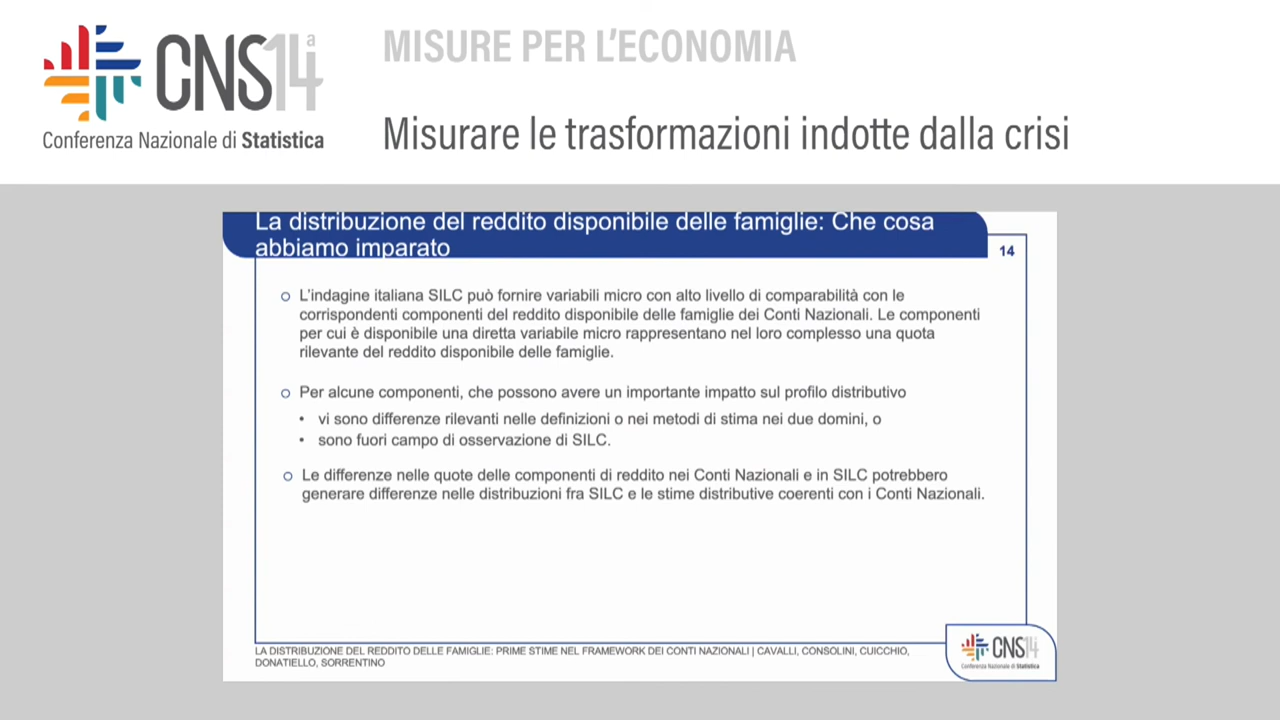 CNS14a
Conferenza Nazionale di Statistica
MISURE PER L'ECONOMIA
Misurare le trasformazioni indotte dalla crisi
La distribuzione del reddito disponibile delle famiglie: Che cosa
abbiamo imparato
14
L'indagine italiana SILC può fornire variabili micro con alto livello di comparabilità con le
corrispondenti componenti del reddito disponibile delle famiglie dei Conti Nazionali. Le componenti
per cui è disponibile una diretta variabile micro rappresentano nel loro complesso una quota
rilevante del reddito disponibile delle famiglie.
Per alcune componenti, che possono avere un importante impatto sul profilo distributivo
• vi sono differenze rilevanti nelle definizioni o nei metodi di stima nei due domini, o
• sono fuori campo di osservazione di SILC.
Le differenze nelle quote delle componenti di reddito nei Conti Nazionali e in SILC potrebbero
generare differenze nelle distribuzioni fra SILC e le stime distributive coerenti con i Conti Nazionali.
LA DISTRIBUZIONE DEL REDDITO DELLE FAMIGLIE: PRIME STIME NEL FRAMEWORK DEI CONTI NAZIONALI | CAVALLI, CONSOLINI, CUICCHIO,
DONATIELLO, SORRENTINO
CNS14
Conferenza Nazionale di Statistica